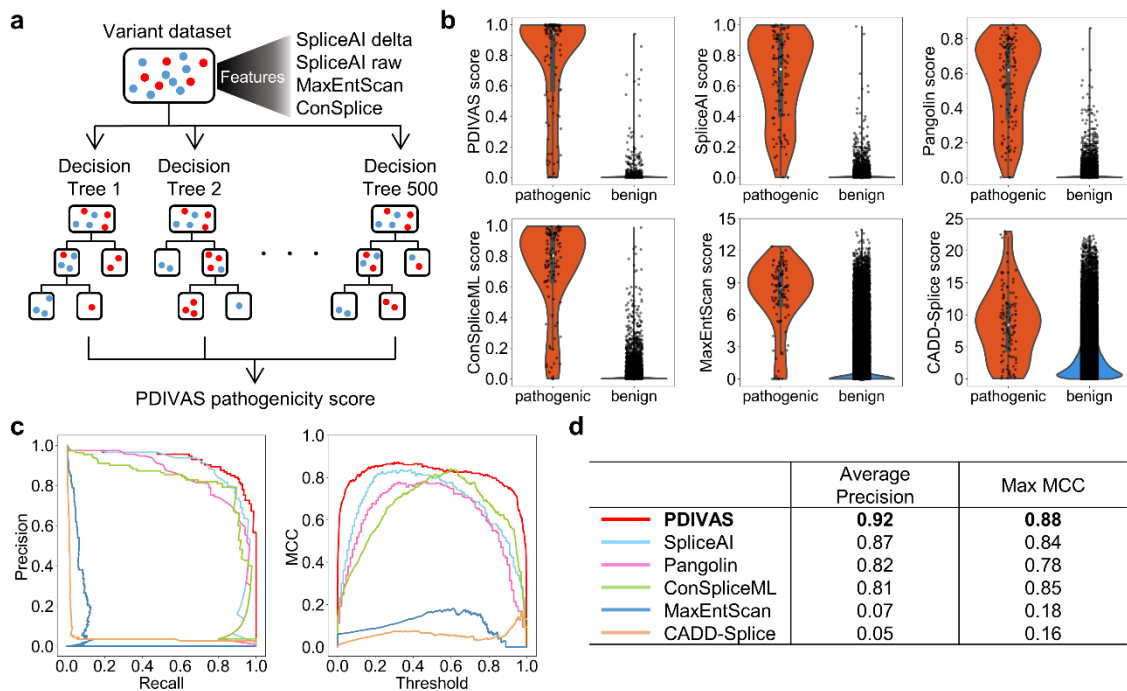 a
Variant dataset
Features
SpliceAI delta
SpliceAI raw
MaxEntScan
ConSplice
Decision
Tree 1
Decision
Tree 2
Decision
Tree 500
. . .
PDIVAS pathogenicity score
b
PDIVAS score
1.0
0.8
0.6
0.4
0.2
0.0
pathogenic benign
SpliceAI score
1.0
0.8
0.6
0.4
0.2
0.0
pathogenic benign
Pangolin score
0.8
0.6
0.4
0.2
0.0
pathogenic benign
ConSpliceML score
1.0
0.8
0.6
0.4
0.2
0.0
pathogenic benign
MaxEntScan score
15
12
9
6
3
0
pathogenic benign
CADD-Splice score
25
20
15
10
5
0
pathogenic benign
c
Precision
1.0
0.8
0.6
0.4
0.2
0.0
0.0 0.2 0.4 0.6 0.8 1.0
Recall
MCC
1.0
0.8
0.6
0.4
0.2
0.0
0 0.2 0.4 0.6 0.8 1.0
Threshold
d
Average
Precision
Max MCC
PDIVAS 0.92 0.88
SpliceAI 0.87 0.84
Pangolin 0.82 0.78
ConSpliceML 0.81 0.85
MaxEntScan 0.07 0.18
CADD-Splice 0.05 0.16